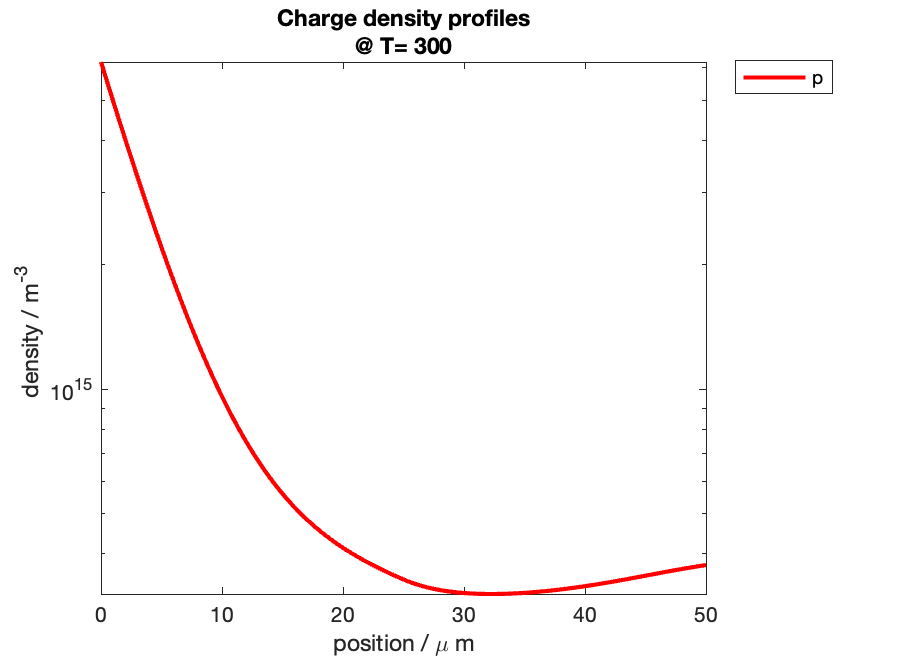 Charge density profiles
@ T= 300
p
density / m-3
10^15
0 10 20 30 40 50
position / μ m